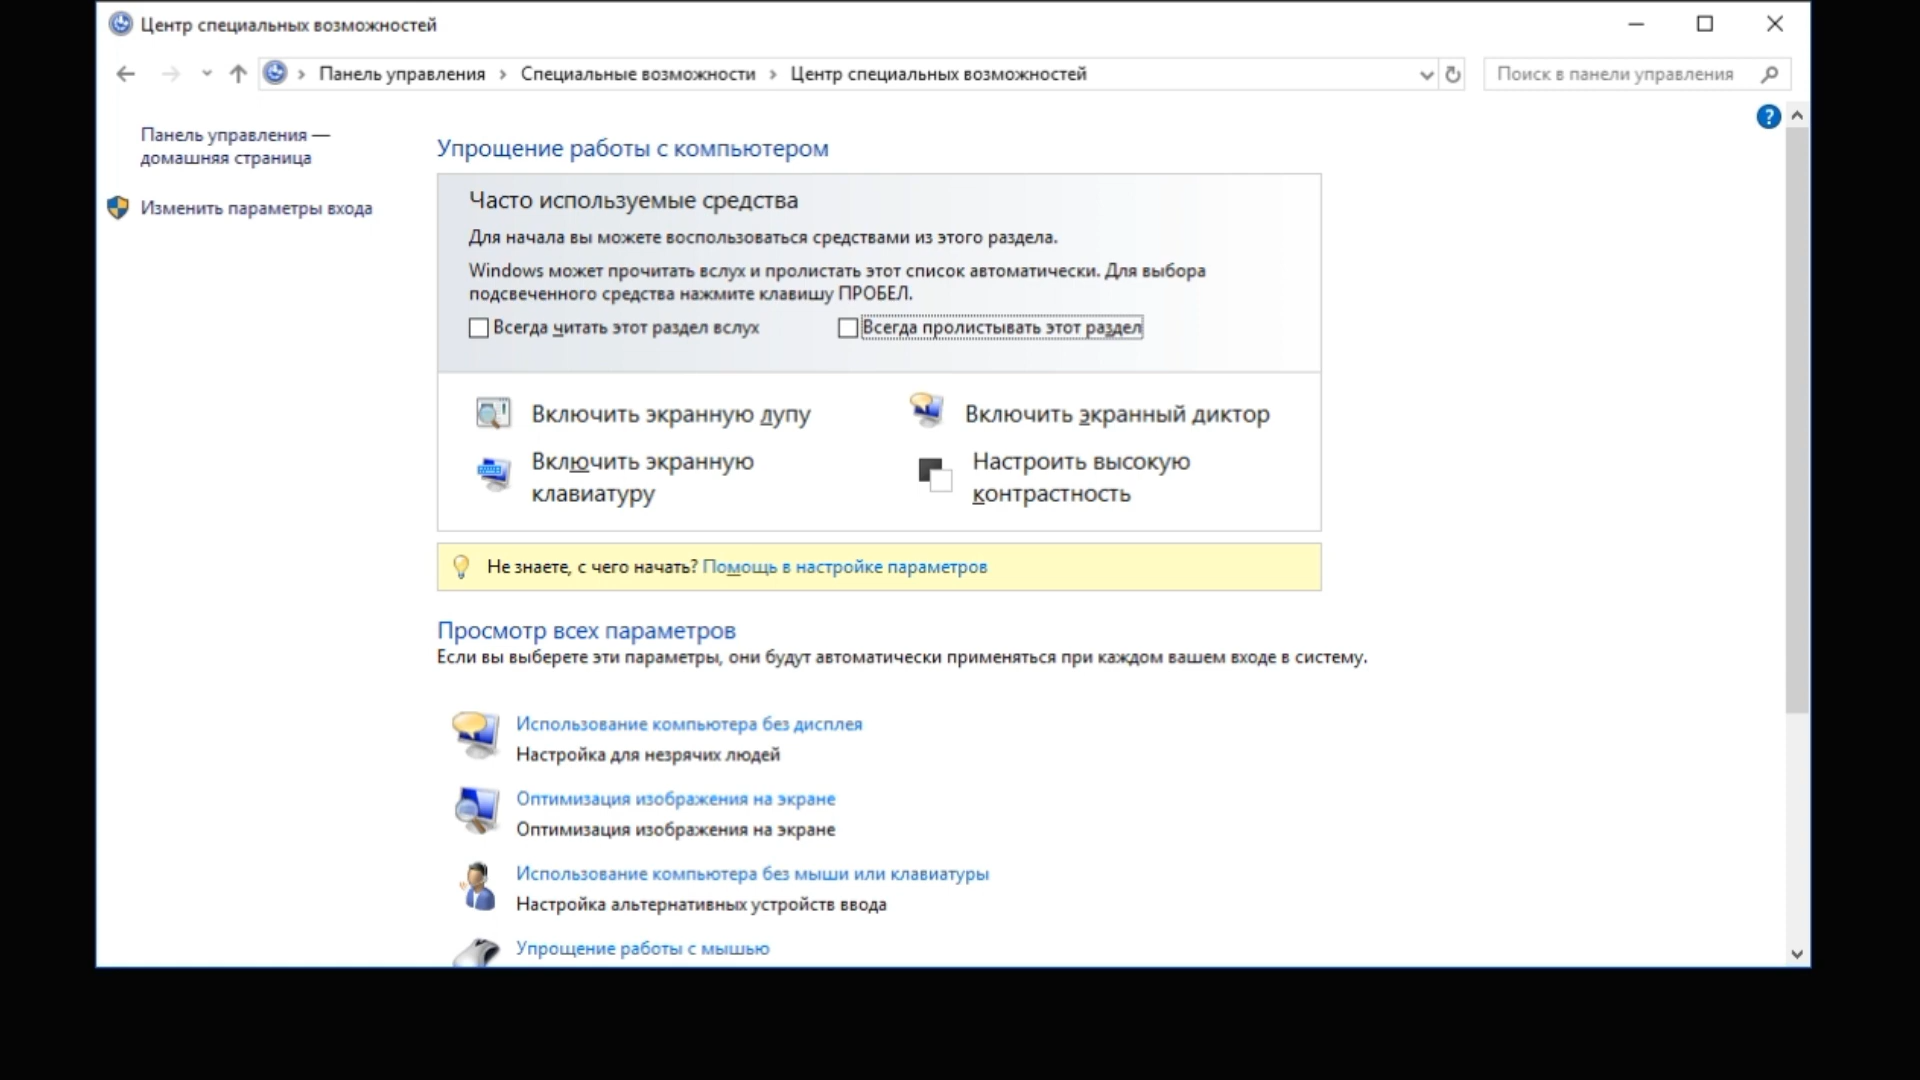 Центр специальных возможностей
Панель управления > Специальные возможности > Центр специальных возможностей
Поиск в панели управления
Панель управления —
домашняя страница
Изменить параметры входа
?
Упрощение работы с компьютером
Часто используемые средства
Для начала вы можете воспользоваться средствами из этого раздела.
Windows может прочитать вслух и пролистать этот список автоматически. Для выбора
подсвеченного средства нажмите клавишу ПРОБЕЛ.
Всегда читать этот раздел вслух
Всегда пролистывать этот раздел
Включить экранную лупу
Включить экранный диктор
Включить экранную
клавиатуру
Настроить высокую
контрастность
Не знаете, с чего начать? Помощь в настройке параметров
Просмотр всех параметров
Если вы выберете эти параметры, они будут автоматически применяться при каждом вашем входе в систему.
Использование компьютера без дисплея
Настройка для незрячих людей
Оптимизация изображения на экране
Оптимизация изображения на экране
Использование компьютера без мыши или клавиатуры
Настройка альтернативных устройств ввода
Упрощение работы с мышью